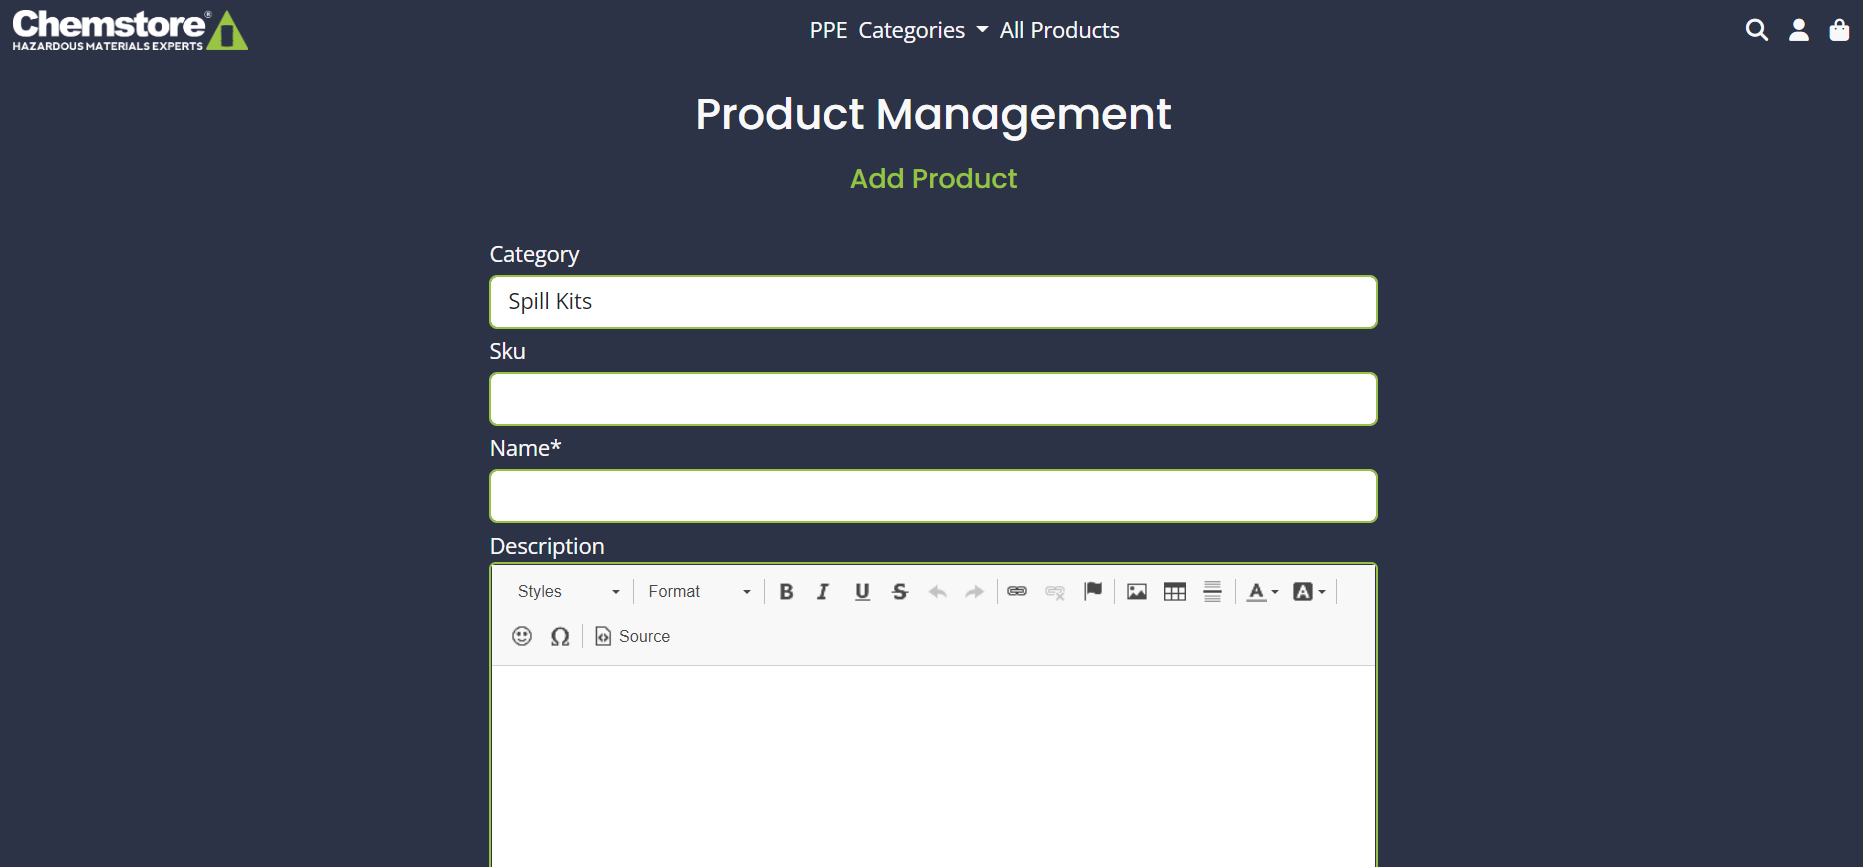 Chemstore®
HAZARDOUS MATERIALS EXPERTS
PPE Categories All Products
Product Management
Add Product
Category
Spill Kits
Sku
Name*
Description
Styles Format B I U S A A
Ω Source